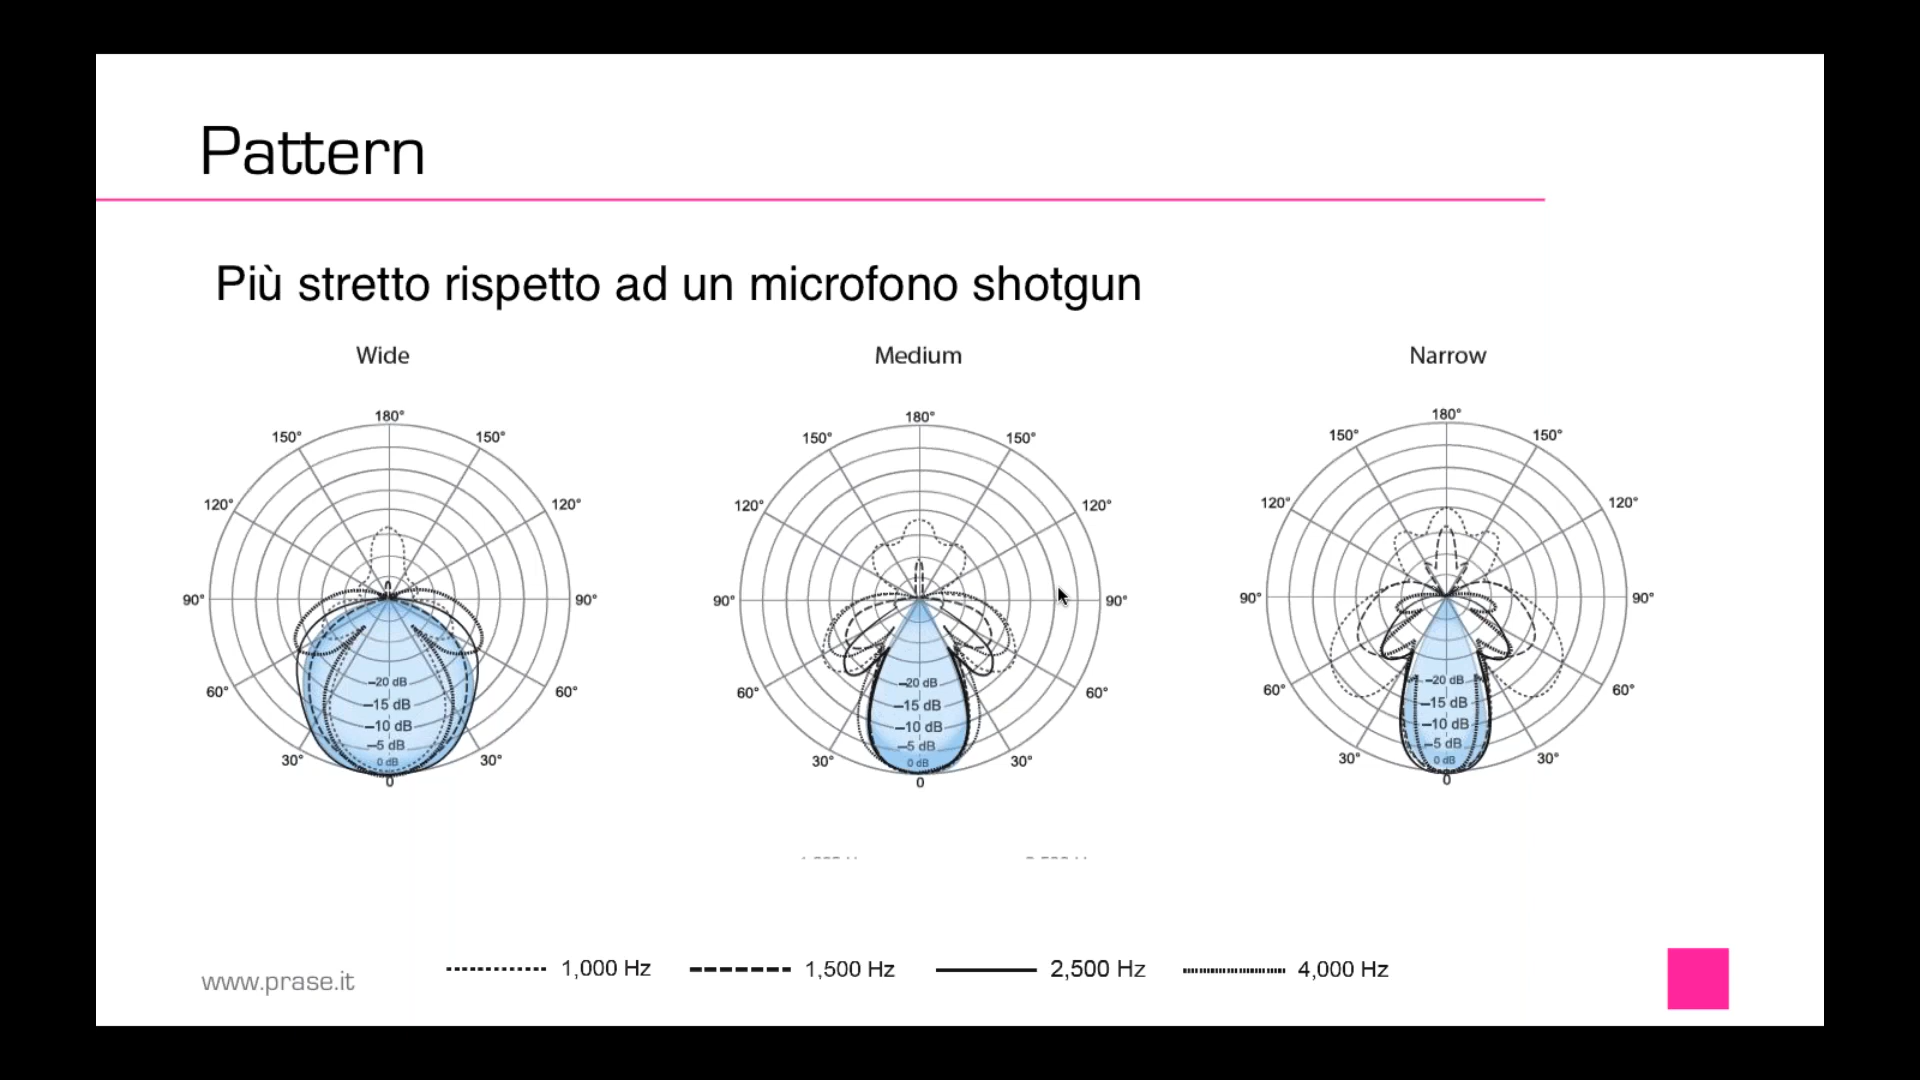 Pattern
Più stretto rispetto ad un microfono shotgun
Wide
Medium
Narrow
180°
150°
150°
120°
120°
90°
90°
60°
60°
30°
30°
–20 dB
–15 dB
–10 dB
–5 dB
0 dB
0
180°
150°
150°
120°
120°
90°
90°
60°
60°
30°
30°
–20 dB
–15 dB
–10 dB
–5 dB
0 dB
0
180°
150°
150°
120°
120°
90°
90°
60°
60°
30°
30°
–20 dB
–15 dB
–10 dB
–5 dB
0 dB
0
1,000 Hz 1,500 Hz 2,500 Hz 4,000 Hz
www.prase.it